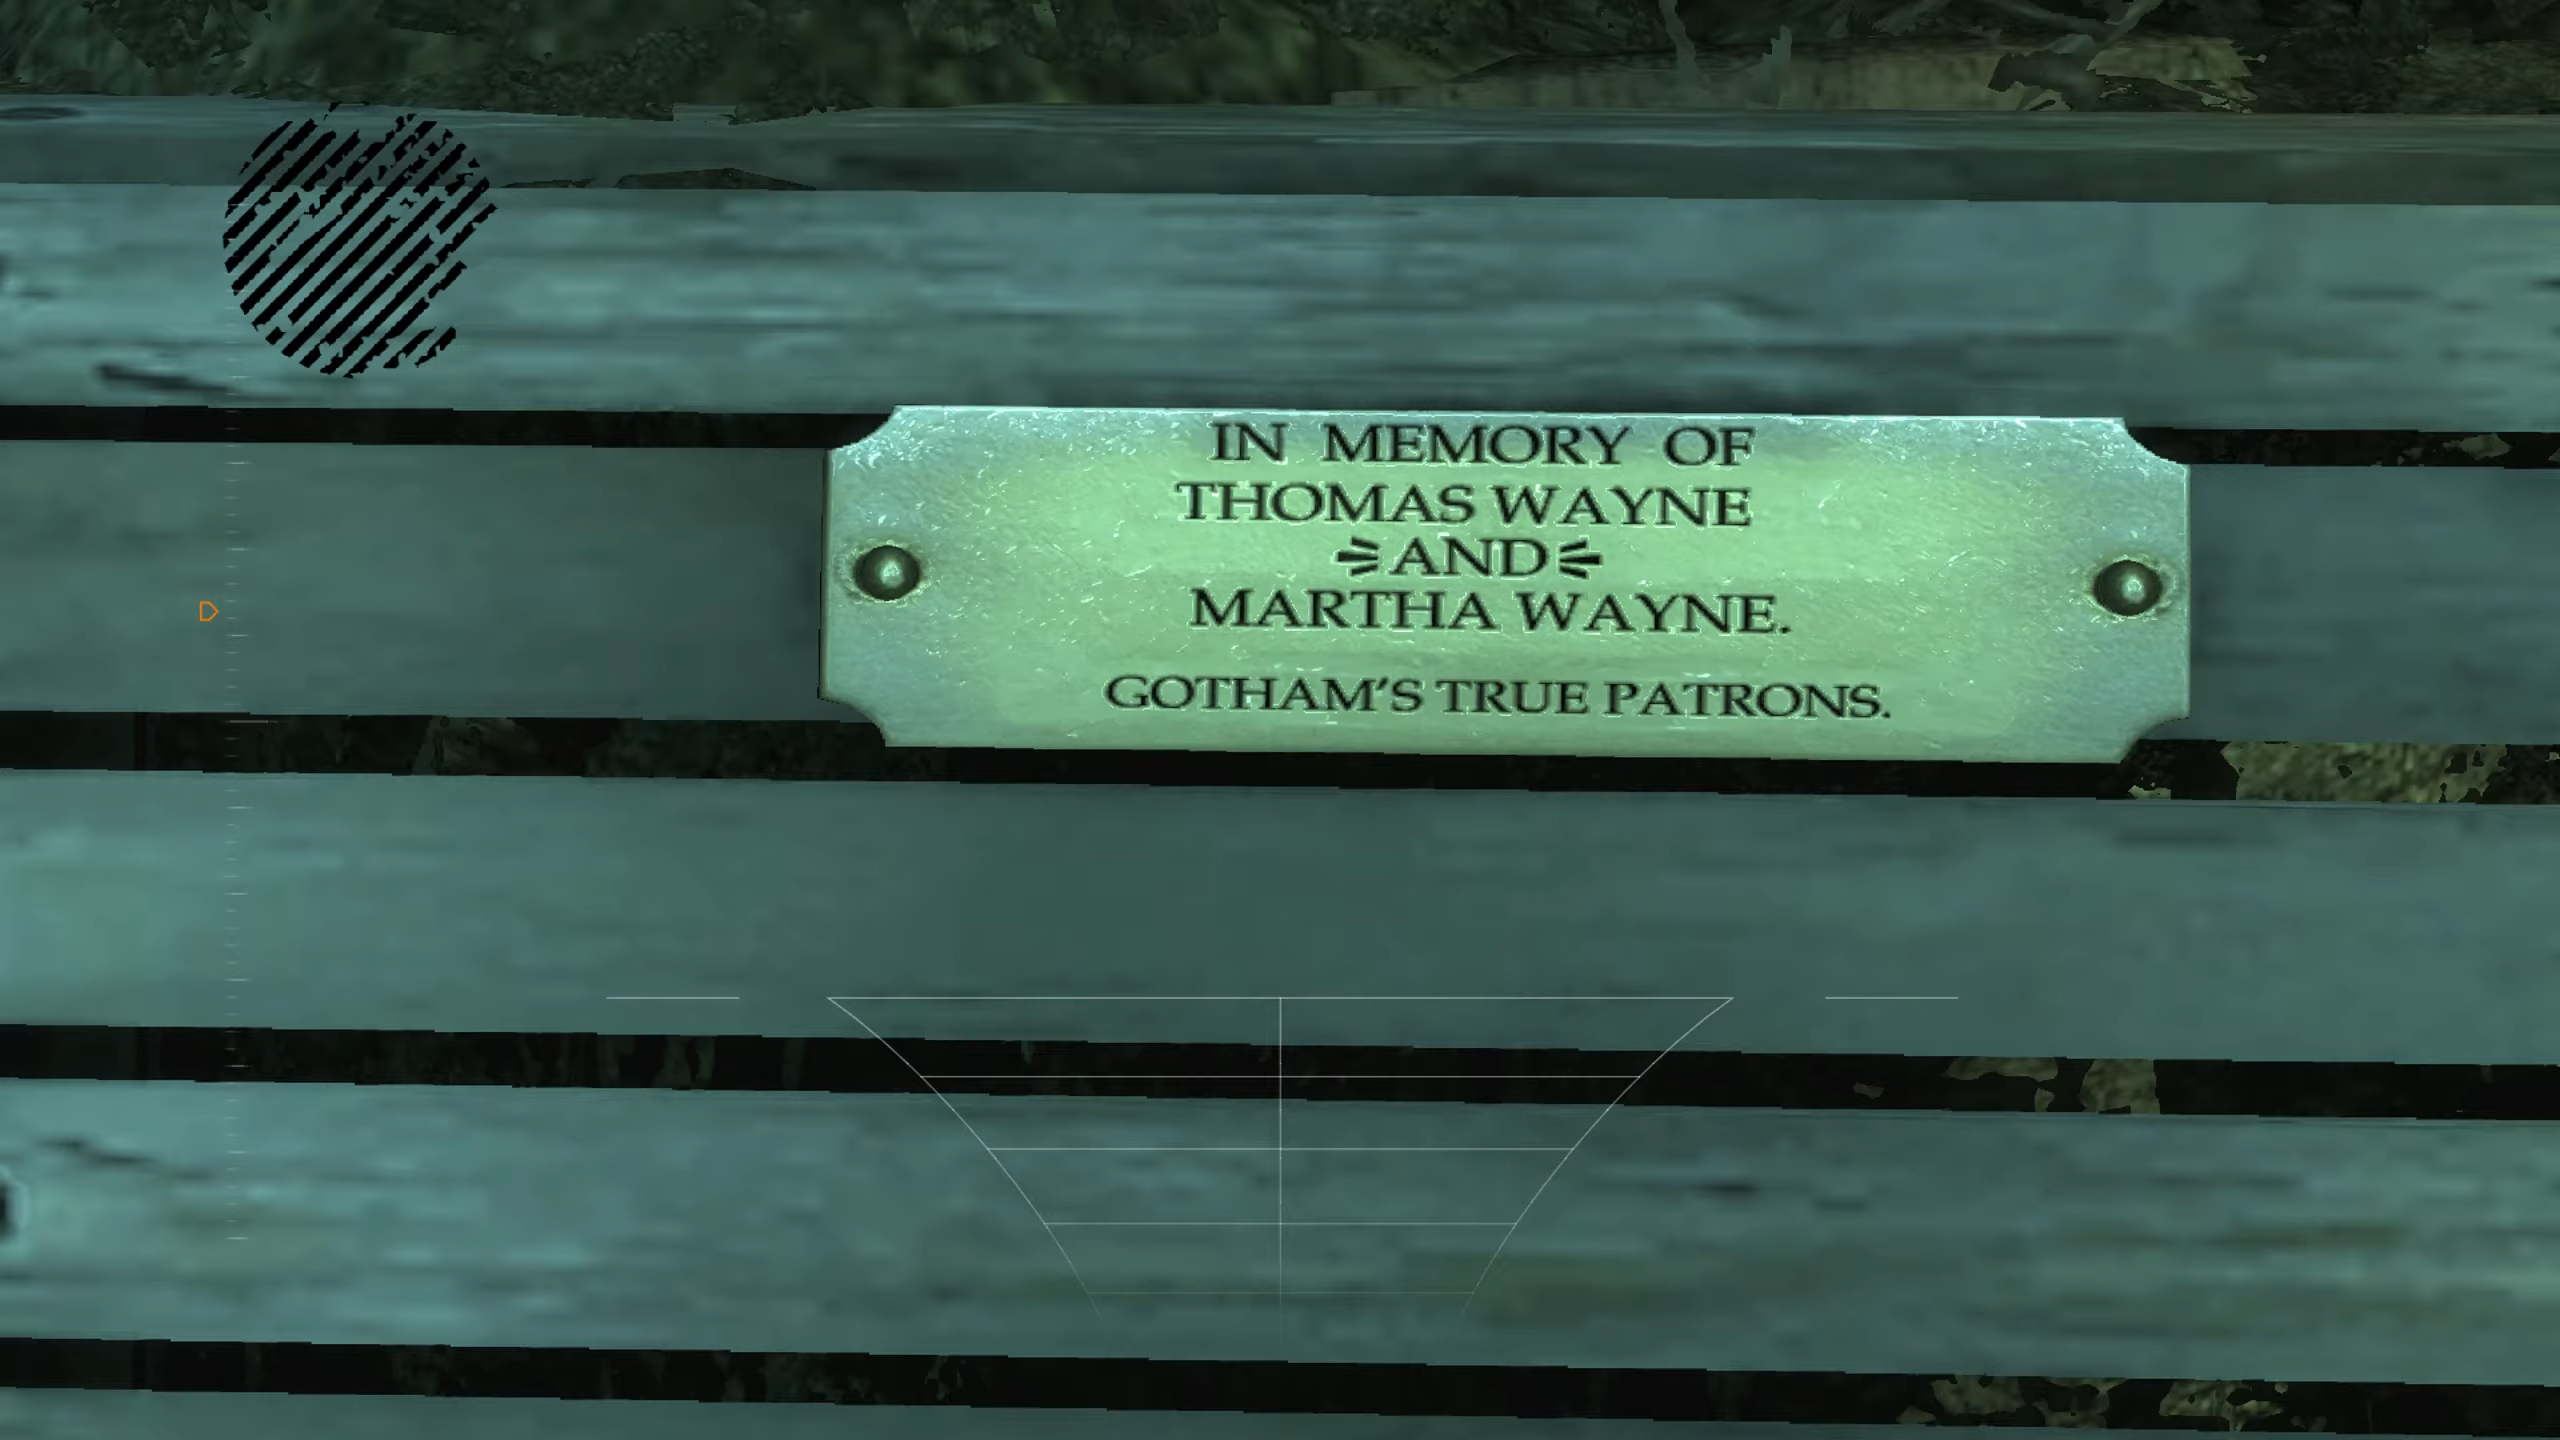 IN MEMORY OF
THOMAS WAYNE
AND
MARTHA WAYNE.
GOTHAM'S TRUE PATRONS.